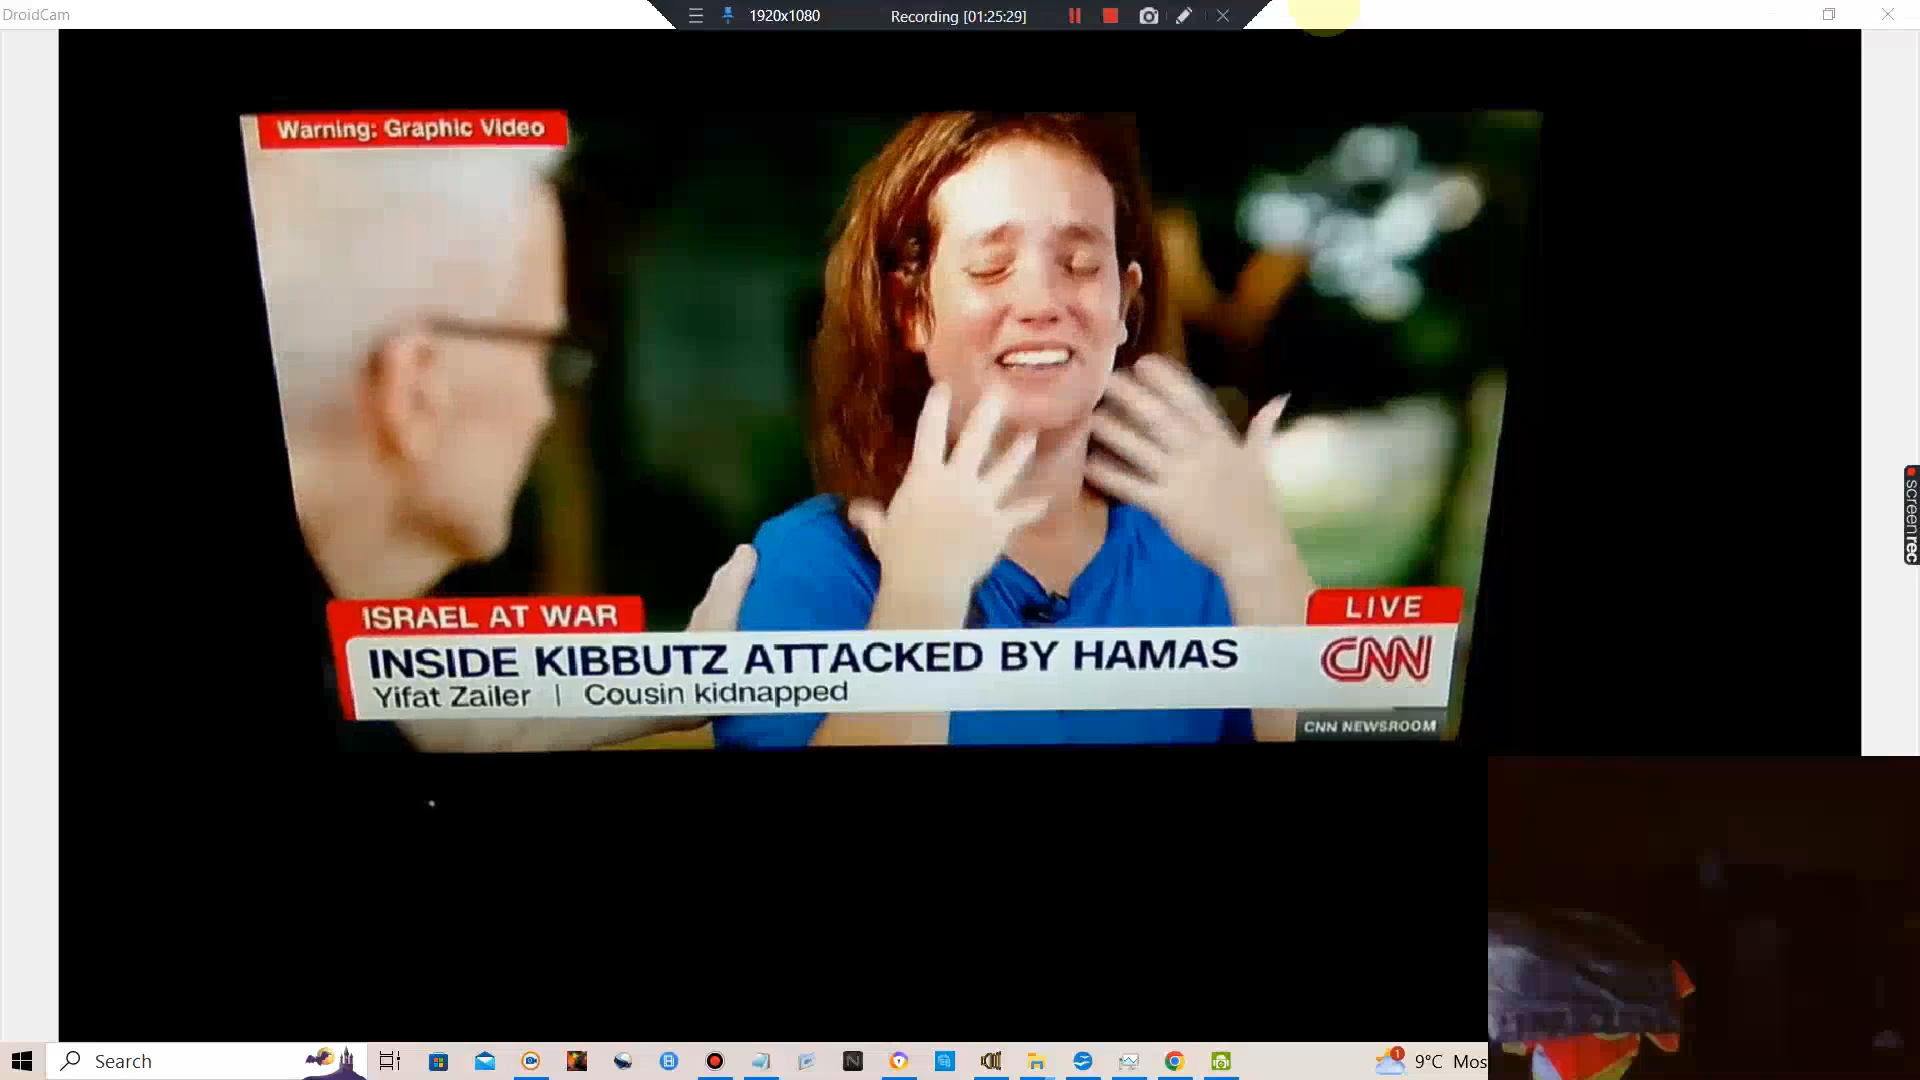 DroidCam
1920x1080
Recording [01:25:29]
Warning: Graphic Video
ISRAEL AT WAR
LIVE
INSIDE KIBBUTZ ATTACKED BY HAMAS
CNN
Yifat Zailer | Cousin kidnapped
CNN NEWSROOM
screenrec
Search
1
9°C Mos